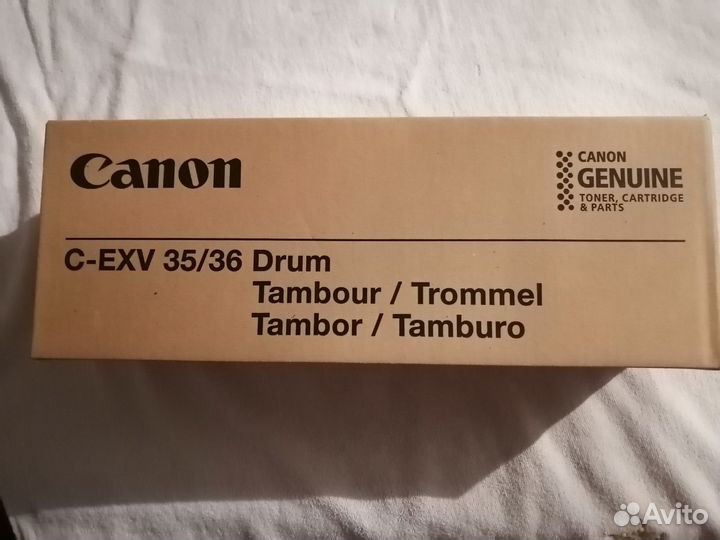 Canon
CANON
GENUINE
TONER, CARTRIDGE
& PARTS
C-EXV 35/36 Drum
Tambour / Trommel
Tambor / Tamburo
Avito